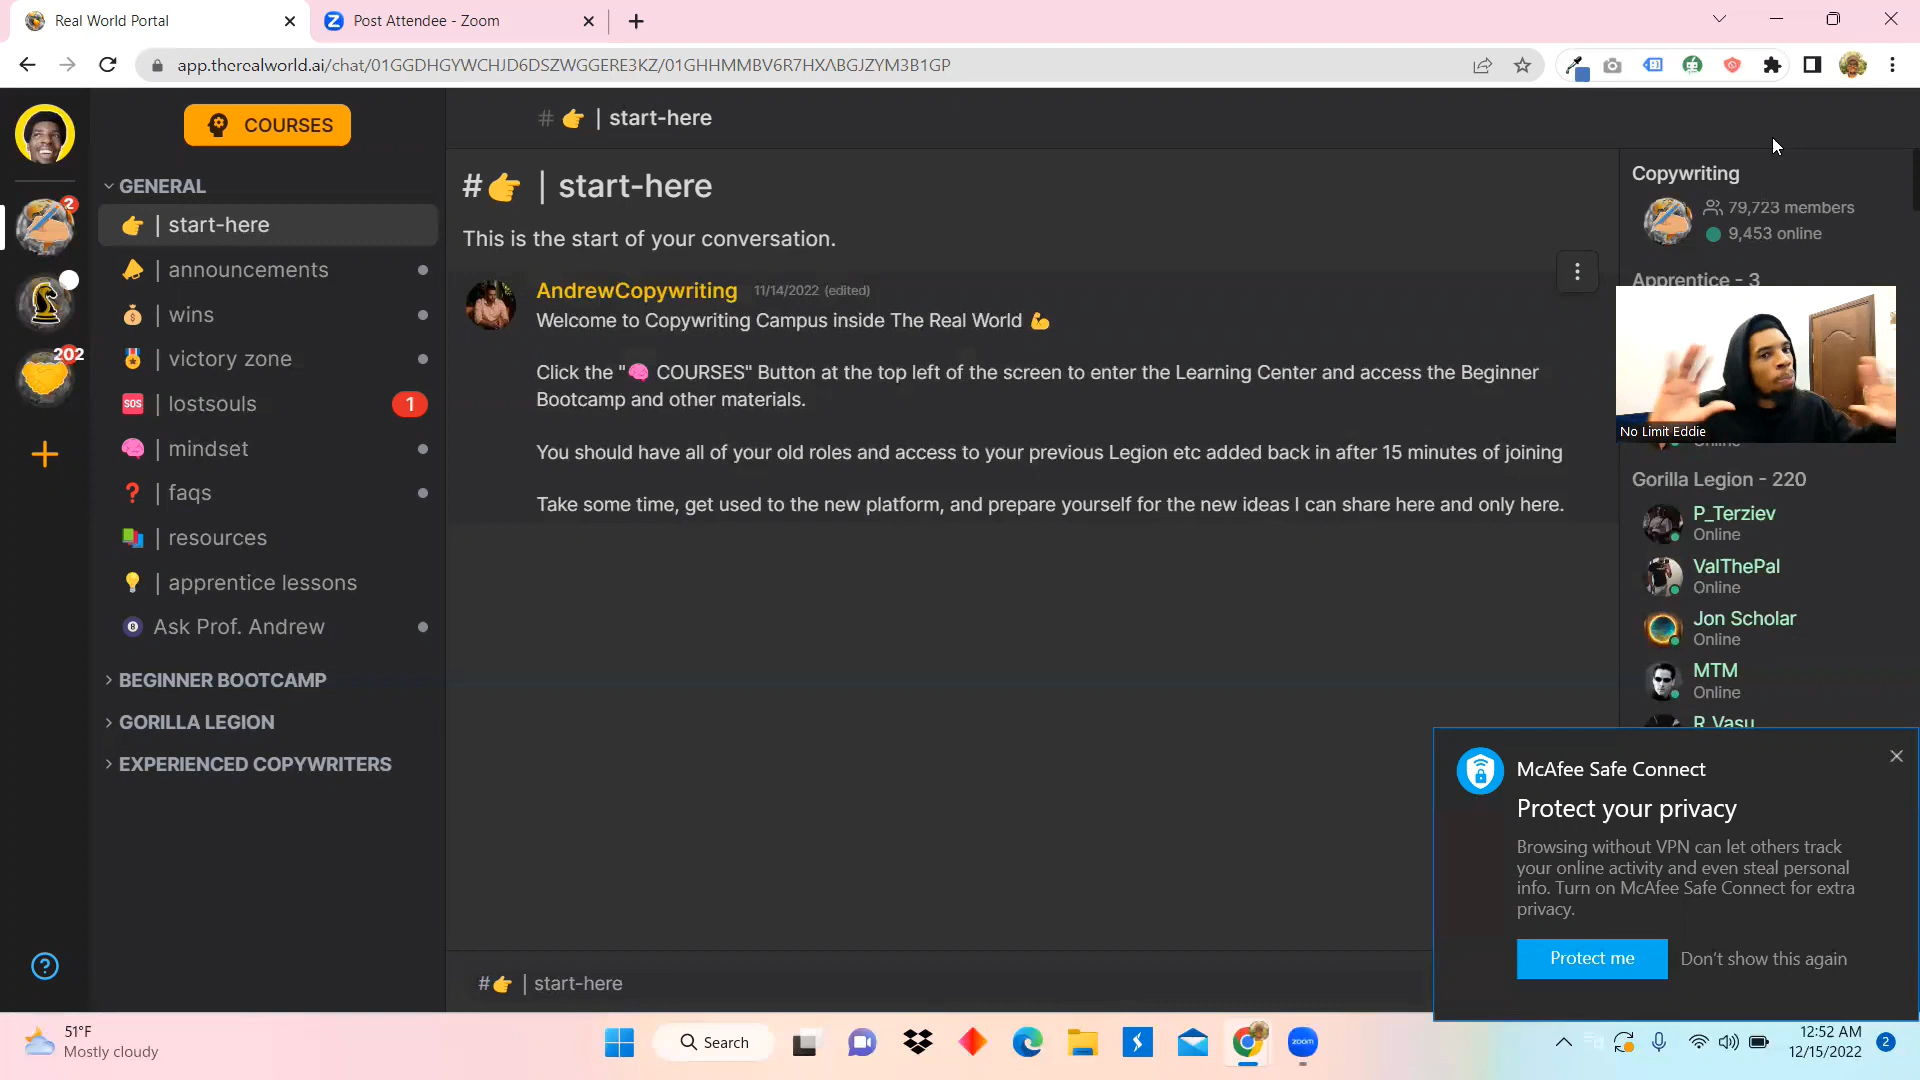 Real World Portal
Post Attendee - Zoom
app.therealworld.ai/chat/01GGDHGYWCHJD6DSZWGGERE3KZ/01GHHMMBV6R7HXABGJZYM3B1GP
COURSES
# 👉 | start-here
GENERAL
👉 | start-here
| announcements
| wins
| victory zone
SOS | lostsouls 1
| mindset
❓ | faqs
| resources
| apprentice lessons
8 Ask Prof. Andrew
BEGINNER BOOTCAMP
GORILLA LEGION
EXPERIENCED COPYWRITERS
2
202
#👉 | start-here
This is the start of your conversation.
AndrewCopywriting 11/14/2022 (edited)
Welcome to Copywriting Campus inside The Real World 💪
Click the "🧠 COURSES" Button at the top left of the screen to enter the Learning Center and access the Beginner
Bootcamp and other materials.
You should have all of your old roles and access to your previous Legion etc added back in after 15 minutes of joining
Take some time, get used to the new platform, and prepare yourself for the new ideas I can share here and only here.
#👉 | start-here
Copywriting
79,723 members
9,453 online
Apprentice - 3
No Limit Eddie
Online
Gorilla Legion - 220
P_Terziev
Online
ValThePal
Online
Jon Scholar
Online
MTM
Online
R Vasu
McAfee Safe Connect
Protect your privacy
Browsing without VPN can let others track
your online activity and even steal personal
info. Turn on McAfee Safe Connect for extra
privacy.
Protect me
Don't show this again
51°F
Mostly cloudy
Search
zoom
12:52 AM
12/15/2022
2